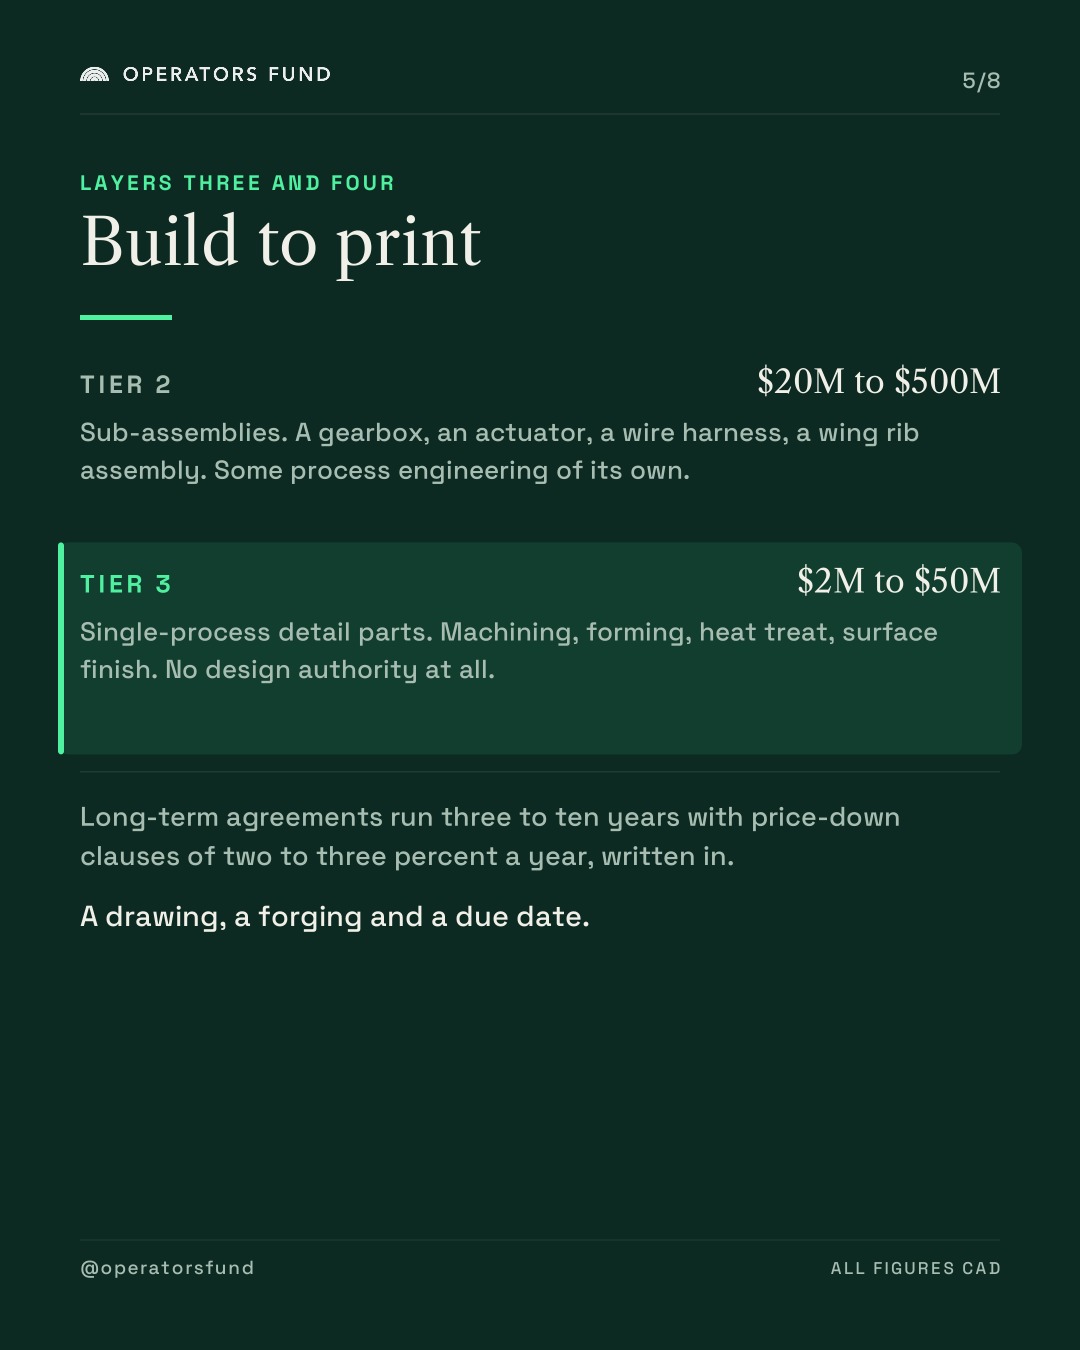 OPERATORS FUND
5/8
LAYERS THREE AND FOUR
Build to print
TIER 2
$20M to $500M
Sub-assemblies. A gearbox, an actuator, a wire harness, a wing rib
assembly. Some process engineering of its own.
TIER 3
$2M to $50M
Single-process detail parts. Machining, forming, heat treat, surface
finish. No design authority at all.
Long-term agreements run three to ten years with price-down
clauses of two to three percent a year, written in.
A drawing, a forging and a due date.
@operatorsfund
ALL FIGURES CAD